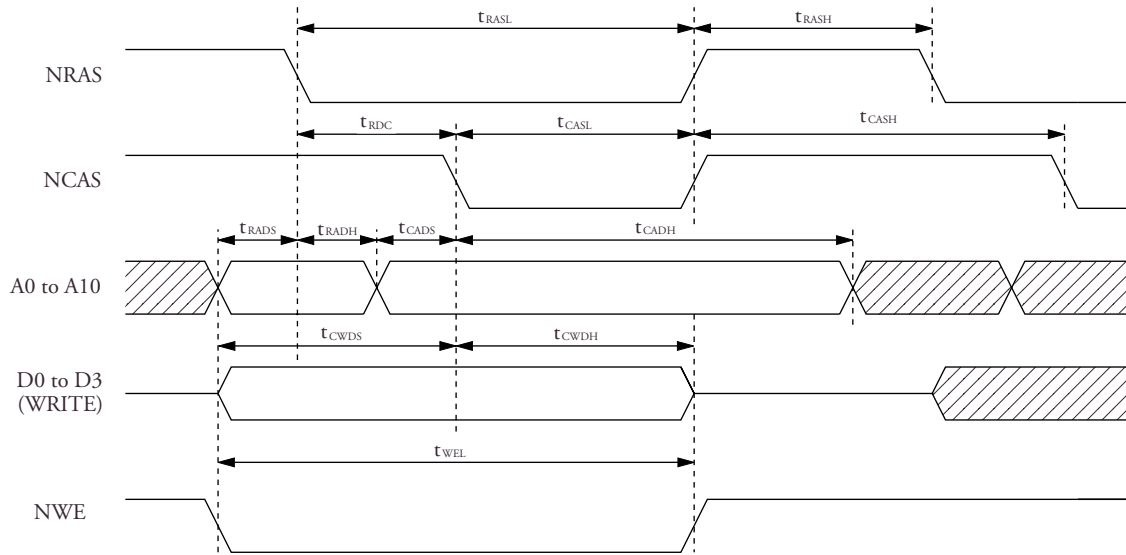 tRASL
tRASH
NRAS
tRDC
tCASL
tCASH
NCAS
tRADS
tRADH
tCADS
tCADH
A0 to A10
tCWDS
tCWDH
D0 to D3
(WRITE)
tWEL
NWE